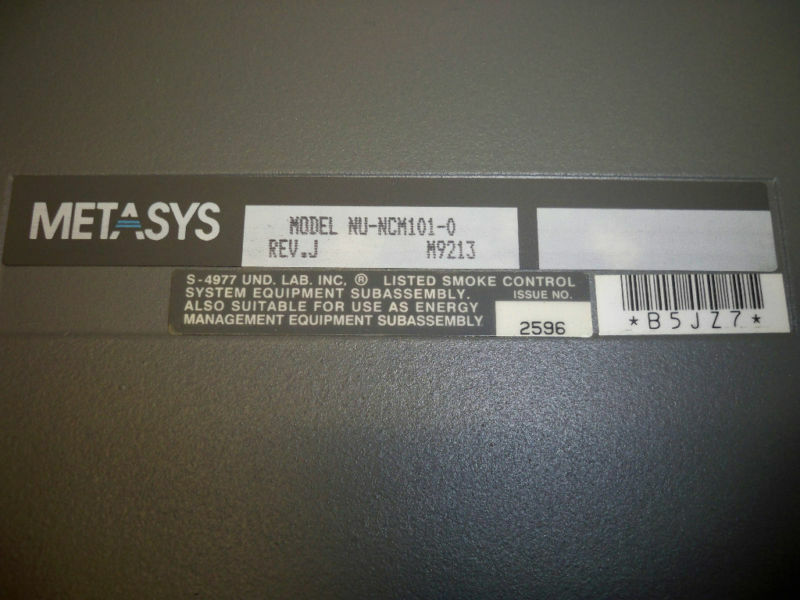 METASYS
MODEL NU-NCM101-0
REV.J M9213
S-4977 UND. LAB. INC. ® LISTED SMOKE CONTROL
SYSTEM EQUIPMENT SUBASSEMBLY. ISSUE NO.
ALSO SUITABLE FOR USE AS ENERGY
MANAGEMENT EQUIPMENT SUBASSEMBLY 2596
*B5JZ7*